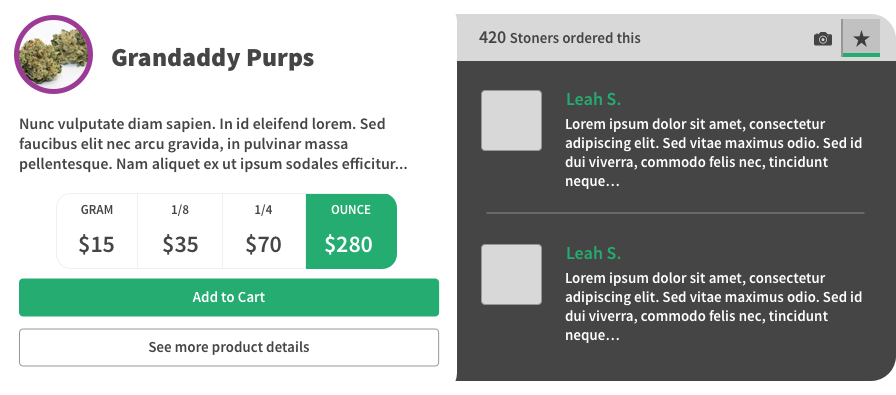 Grandaddy Purps
Nunc vulputate diam sapien. In id eleifend lorem. Sed
faucibus elit nec arcu gravida, in pulvinar massa
pellentesque. Nam aliquet ex ut ipsum sodales efficitur...
GRAM 1/8 1/4 OUNCE
$15 $35 $70 $280
Add to Cart
See more product details
420 Stoners ordered this
Leah S.
Lorem ipsum dolor sit amet, consectetur
adipiscing elit. Sed vitae maximus odio. Sed id
dui viverra, commodo felis nec, tincidunt
neque...
Leah S.
Lorem ipsum dolor sit amet, consectetur
adipiscing elit. Sed vitae maximus odio. Sed id
dui viverra, commodo felis nec, tincidunt
neque...